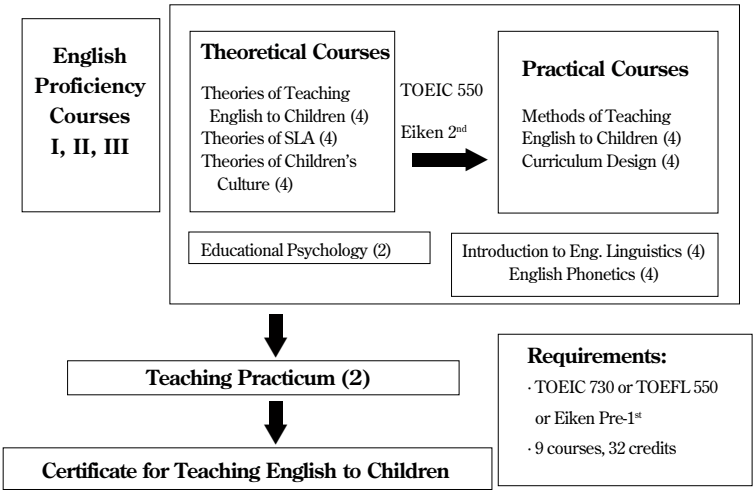 English
Proficiency
Courses
I, II, III
Theoretical Courses
Theories of Teaching
English to Children (4)
Theories of SLA (4)
Theories of Children's
Culture (4)
TOEIC 550
Eiken 2nd
Practical Courses
Methods of Teaching
English to Children (4)
Curriculum Design (4)
Educational Psychology (2)
Introduction to Eng. Linguistics (4)
English Phonetics (4)
Teaching Practicum (2)
Certificate for Teaching English to Children
Requirements:
· TOEIC 730 or TOEFL 550
or Eiken Pre-1st
· 9 courses, 32 credits